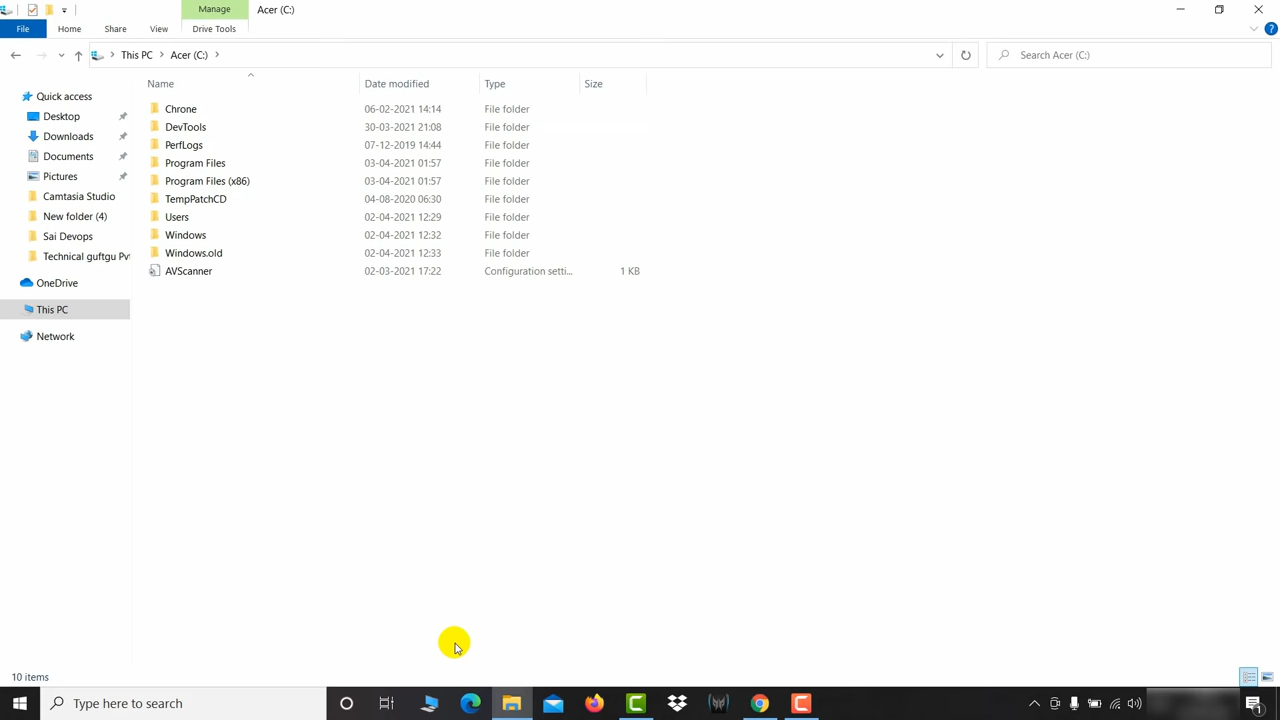 Manage
Acer (C:)
File Home Share View Drive Tools
This PC Acer (C:)
Search Acer (C:)
Name Date modified Type Size
Quick access
Desktop
Downloads
Documents
Pictures
Camtasia Studio
New folder (4)
Sai Devops
Technical guftgu Pv
OneDrive
This PC
Network
Chrone 06-02-2021 14:14 File folder
DevTools 30-03-2021 21:08 File folder
PerfLogs 07-12-2019 14:44 File folder
Program Files 03-04-2021 01:57 File folder
Program Files (x86) 03-04-2021 01:57 File folder
TempPatchCD 04-08-2020 06:30 File folder
Users 02-04-2021 12:29 File folder
Windows 02-04-2021 12:32 File folder
Windows.old 02-04-2021 12:33 File folder
AVScanner 02-03-2021 17:22 Configuration setti... 1 KB
10 items
Type here to search